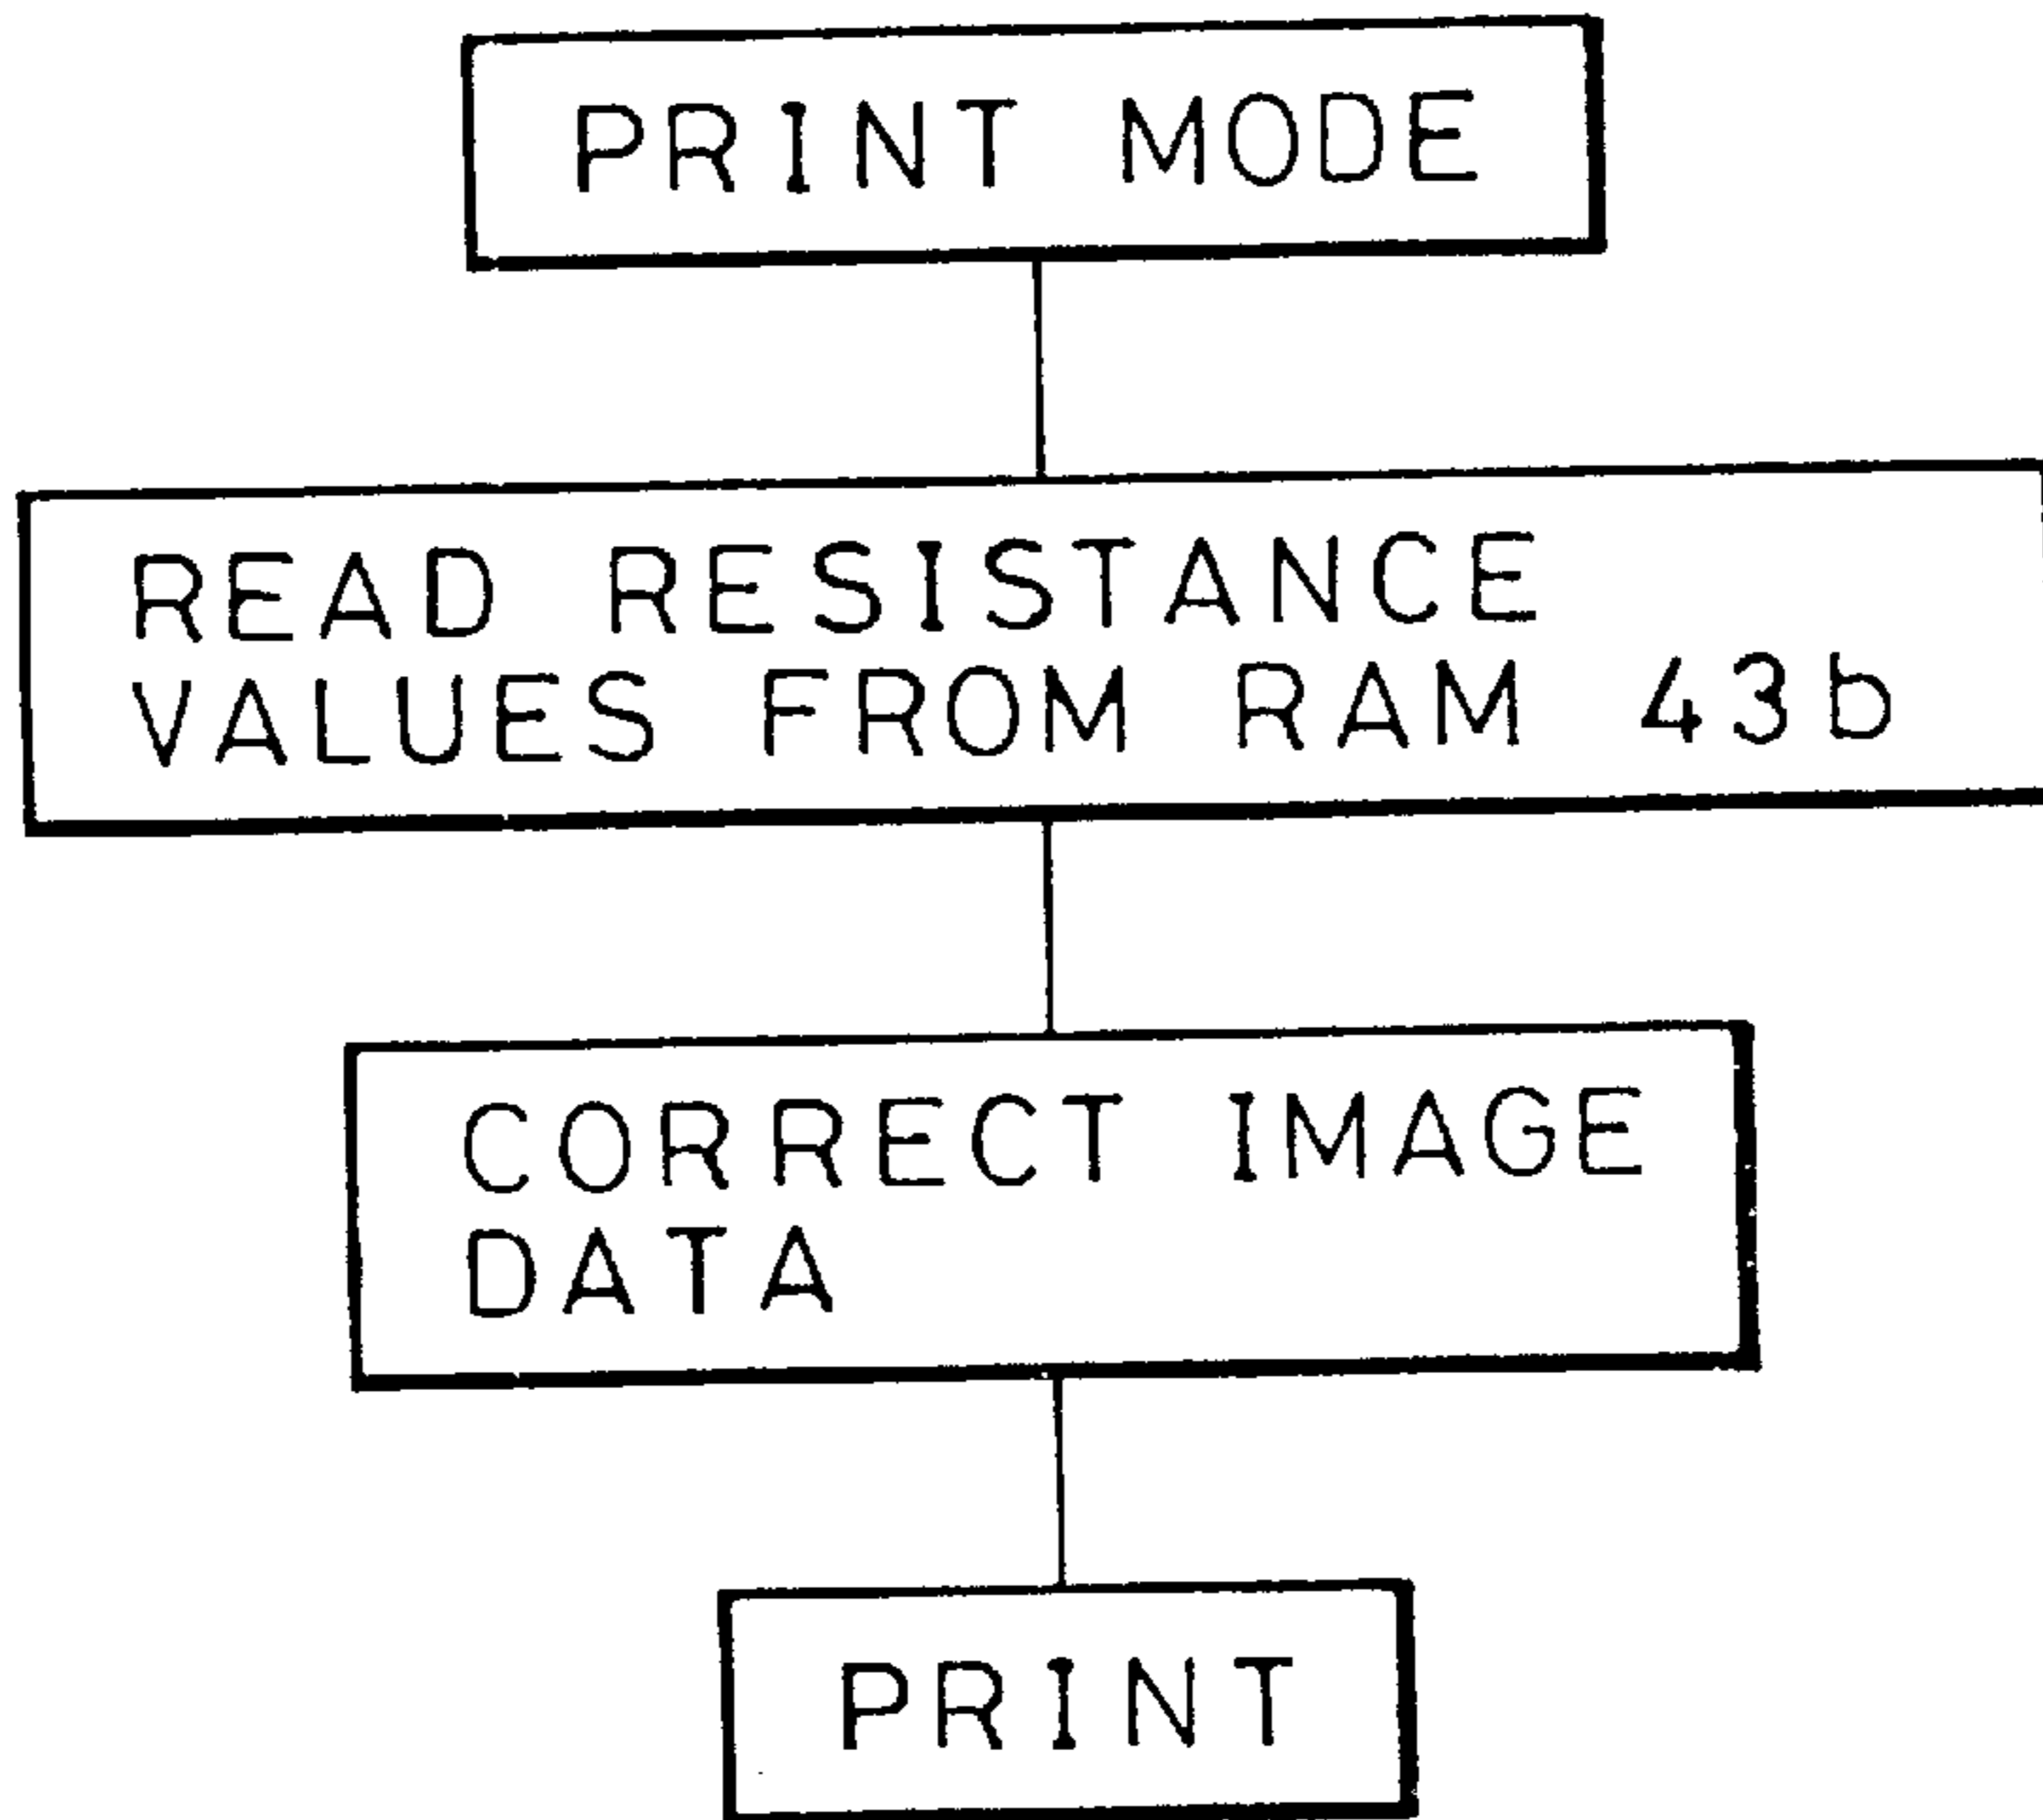 PRINT MODE
READ RESISTANCE
VALUES FROM RAM 43b
CORRECT IMAGE
DATA
PRINT